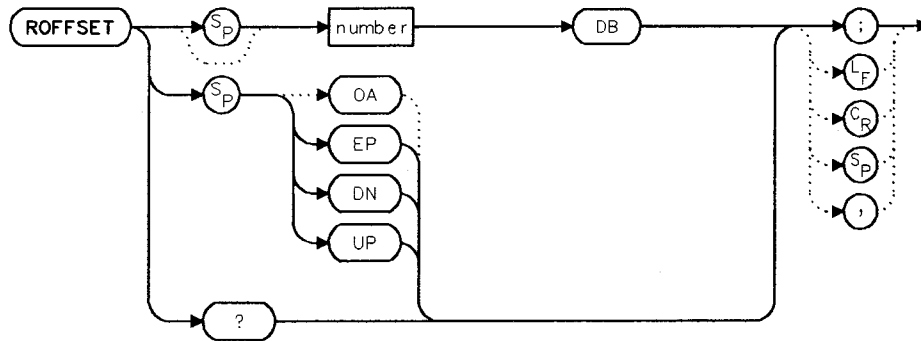 ROFFSET SP number DB ;
SP OA LF
EP CR
DN SP
UP ,
?